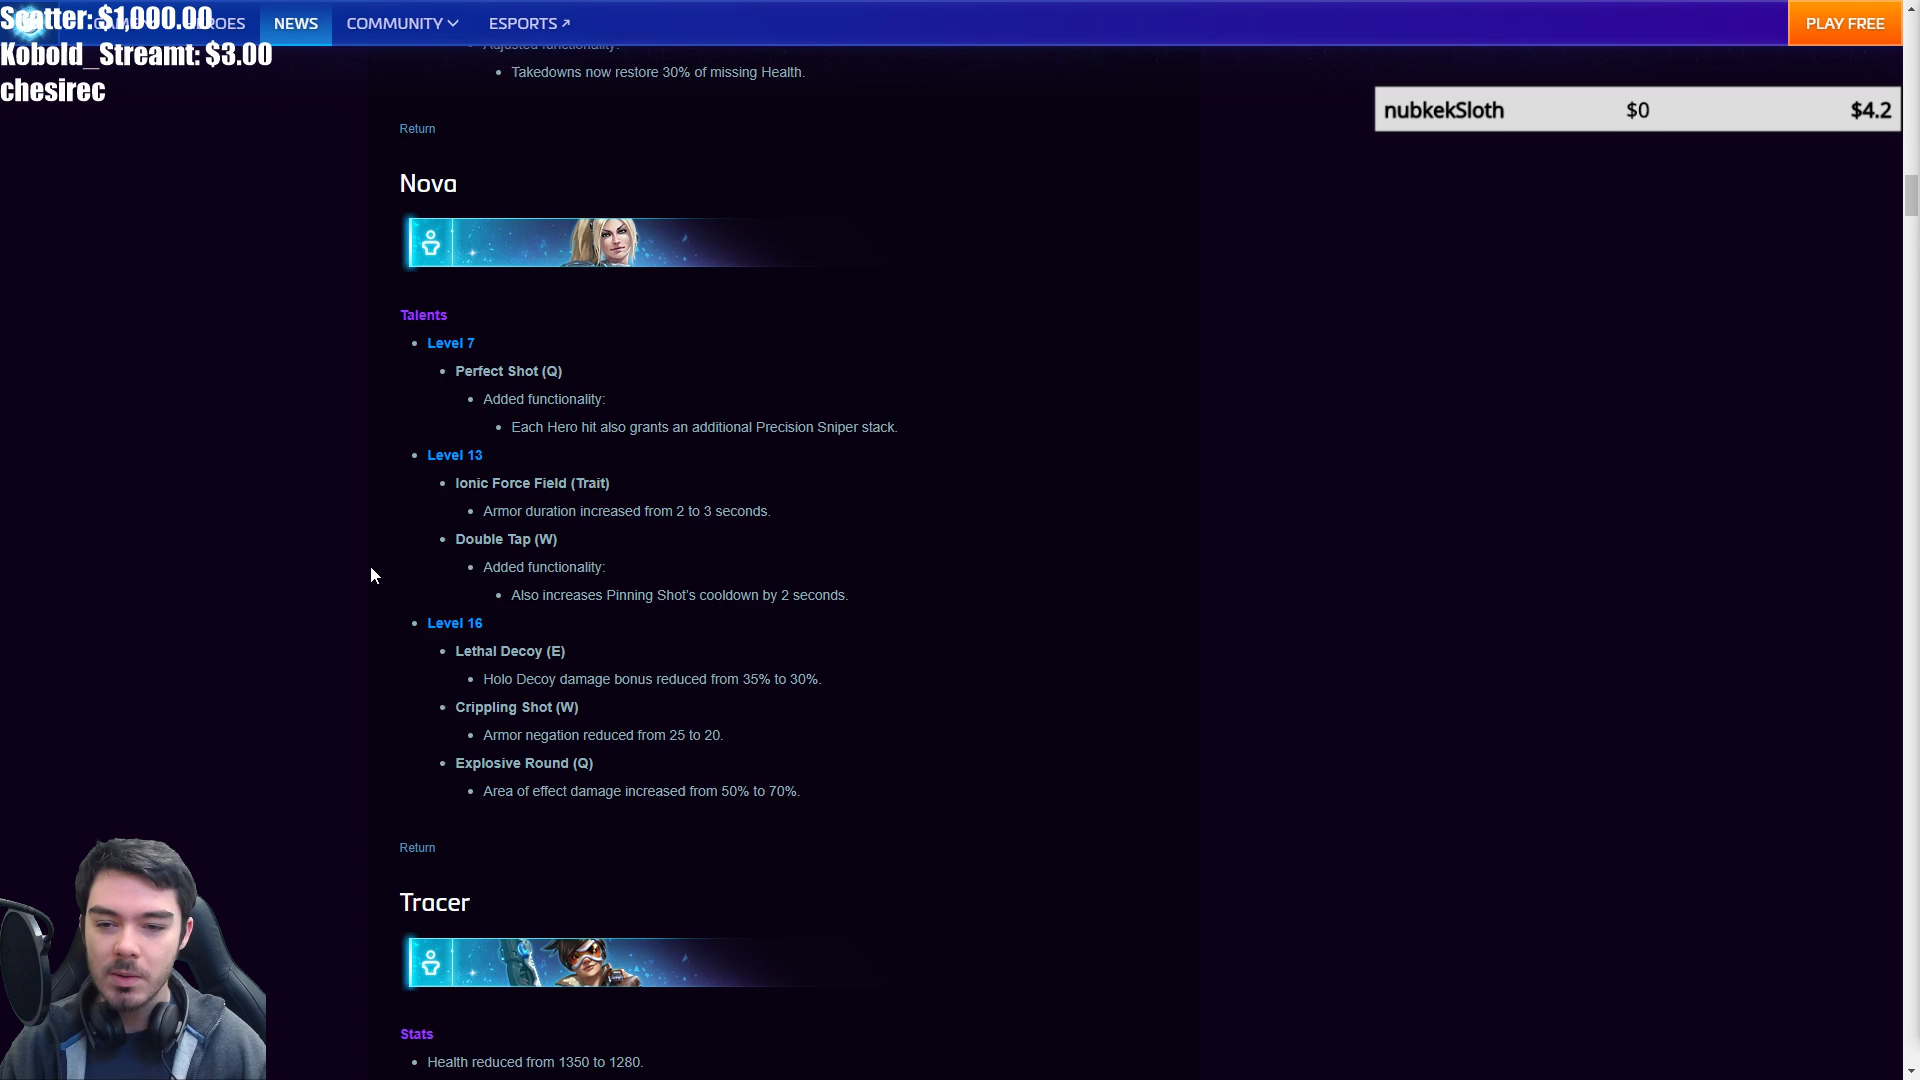 Scatter: $1,000.00
Kobold_Streamt: $3.00
chesirec
NEWS
COMMUNITY
ESPORTS
PLAY FREE
nubkekSloth $0 $4.2
Adjusted functionality:
Takedowns now restore 30% of missing Health.
Return
Nova
Talents
Level 7
Perfect Shot (Q)
Added functionality:
Each Hero hit also grants an additional Precision Sniper stack.
Level 13
Ionic Force Field (Trait)
Armor duration increased from 2 to 3 seconds.
Double Tap (W)
Added functionality:
Also increases Pinning Shot's cooldown by 2 seconds.
Level 16
Lethal Decoy (E)
Holo Decoy damage bonus reduced from 35% to 30%.
Crippling Shot (W)
Armor negation reduced from 25 to 20.
Explosive Round (Q)
Area of effect damage increased from 50% to 70%.
Return
Tracer
Stats
Health reduced from 1350 to 1280.